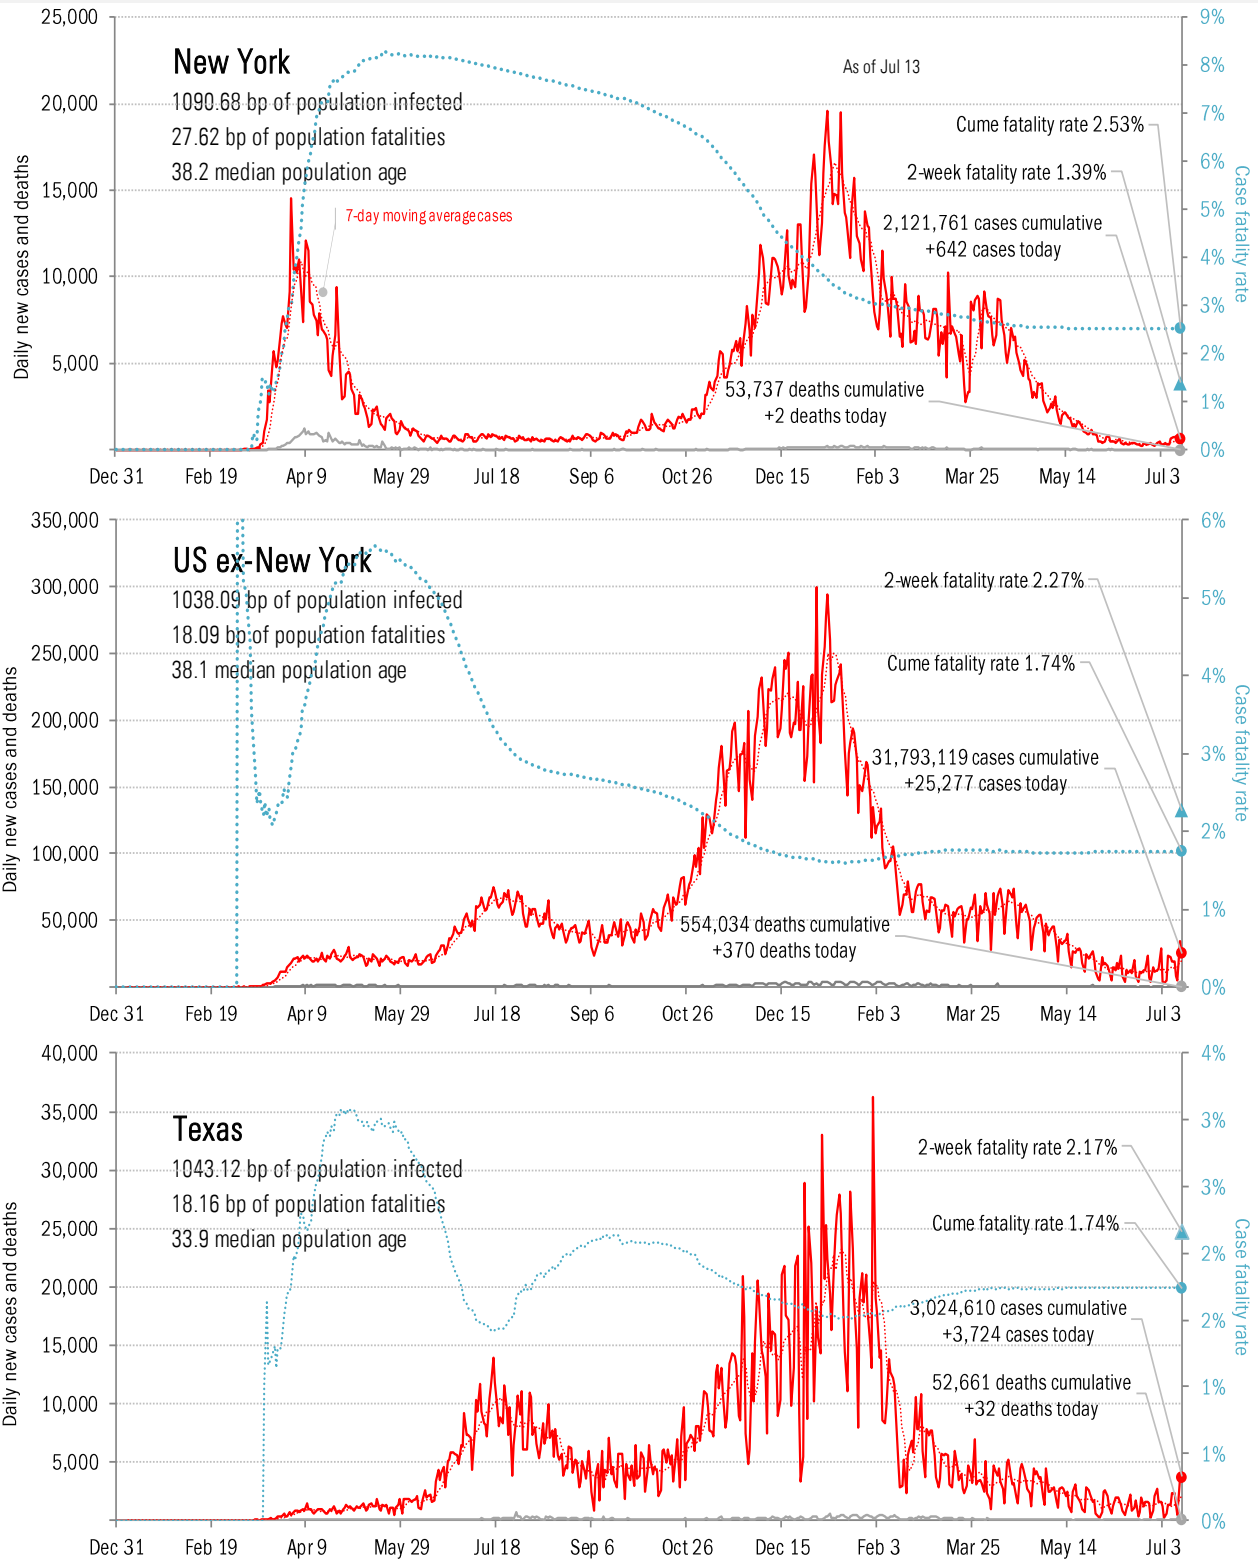 25,000
20,000
15,000
10,000
5,000
Daily new cases and deaths
9%
8%
7%
6%
5%
4%
3%
2%
1%
0%
Case fatality rate
New York
1090.68 bp of population infected
27.62 bp of population fatalities
38.2 median population age
7-day moving average cases
As of Jul 13
Cume fatality rate 2.53%
2-week fatality rate 1.39%
2,121,761 cases cumulative
+642 cases today
53,737 deaths cumulative
+2 deaths today
Dec 31 Feb 19 Apr 9 May 29 Jul 18 Sep 6 Oct 26 Dec 15 Feb 3 Mar 25 May 14 Jul 3
350,000
300,000
250,000
200,000
150,000
100,000
50,000
Daily new cases and deaths
6%
5%
4%
3%
2%
1%
0%
Case fatality rate
US ex-New York
1038.09 bp of population infected
18.09 bp of population fatalities
38.1 median population age
2-week fatality rate 2.27%
Cume fatality rate 1.74%
31,793,119 cases cumulative
+25,277 cases today
554,034 deaths cumulative
+370 deaths today
Dec 31 Feb 19 Apr 9 May 29 Jul 18 Sep 6 Oct 26 Dec 15 Feb 3 Mar 25 May 14 Jul 3
40,000
35,000
30,000
25,000
20,000
15,000
10,000
5,000
Daily new cases and deaths
4%
3%
3%
2%
2%
1%
1%
0%
Case fatality rate
Texas
1043.12 bp of population infected
18.16 bp of population fatalities
33.9 median population age
2-week fatality rate 2.17%
Cume fatality rate 1.74%
3,024,610 cases cumulative
+3,724 cases today
52,661 deaths cumulative
+32 deaths today
Dec 31 Feb 19 Apr 9 May 29 Jul 18 Sep 6 Oct 26 Dec 15 Feb 3 Mar 25 May 14 Jul 3